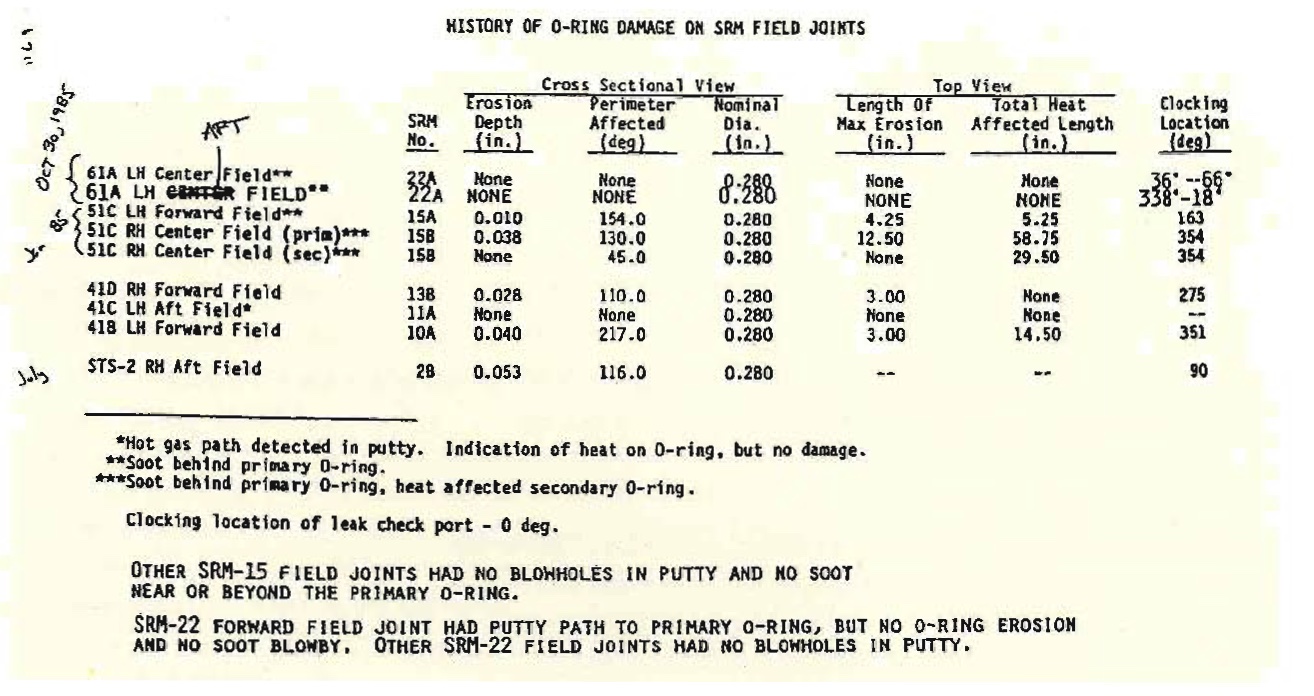 HISTORY OF O-RING DAMAGE ON SRM FIELD JOINTS
Cross Sectional View Top View
Erosion Perimeter Nominal Length Of Total Heat Clocking
SRM Depth Affected Dia. Max Erosion Affected Length Location
No. (in.) (deg) (in.) (in.) (in.) (deg)
OCT 30, 1985
61A LH Center Field** 22A None None 0.280 None None 36°--66°
61A LH CENTER FIELD** 22A NONE NONE 0.280 NONE NONE 338°-18°
51C LH Forward Field** 15A 0.010 154.0 0.280 4.25 5.25 163
51C RH Center Field (prim)*** 15B 0.038 130.0 0.280 12.50 58.75 354
51C RH Center Field (sec)*** 15B None 45.0 0.280 None 29.50 354
41D RH Forward Field 13B 0.028 110.0 0.280 3.00 None 275
41C LH Aft Field* 11A None None 0.280 None None --
41B LH Forward Field 10A 0.040 217.0 0.280 3.00 14.50 351
July
STS-2 RH Aft Field 2B 0.053 116.0 0.280 -- -- 90
*Hot gas path detected in putty. Indication of heat on O-ring, but no damage.
**Soot behind primary O-ring.
***Soot behind primary O-ring, heat affected secondary O-ring.
Clocking location of leak check port - 0 deg.
OTHER SRM-15 FIELD JOINTS HAD NO BLOWHOLES IN PUTTY AND NO SOOT
NEAR OR BEYOND THE PRIMARY O-RING.
SRM-22 FORWARD FIELD JOINT HAD PUTTY PATH TO PRIMARY O-RING, BUT NO O-RING EROSION
AND NO SOOT BLOWBY. OTHER SRM-22 FIELD JOINTS HAD NO BLOWHOLES IN PUTTY.